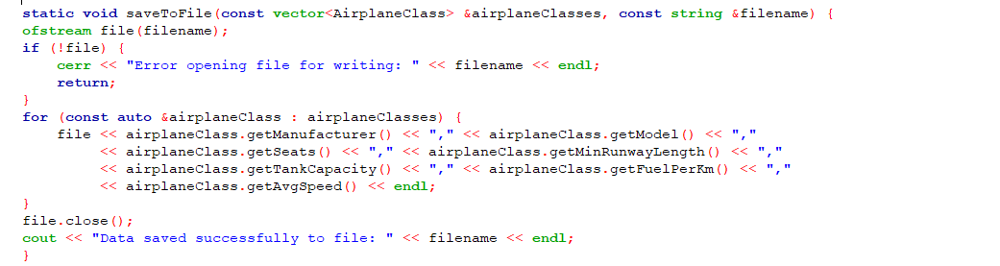 static void saveToFile(const vector<AirplaneClass> &airplaneClasses, const string &filename) {
ofstream file(filename);
if (!file) {
    cerr << "Error opening file for writing: " << filename << endl;
    return;
}
for (const auto &airplaneClass : airplaneClasses) {
    file << airplaneClass.getManufacturer() << "," << airplaneClass.getModel() << ","
         << airplaneClass.getSeats() << "," << airplaneClass.getMinRunwayLength() << ","
         << airplaneClass.getTankCapacity() << "," << airplaneClass.getFuelPerKm() << ","
         << airplaneClass.getAvgSpeed() << endl;
}
file.close();
cout << "Data saved successfully to file: " << filename << endl;
}